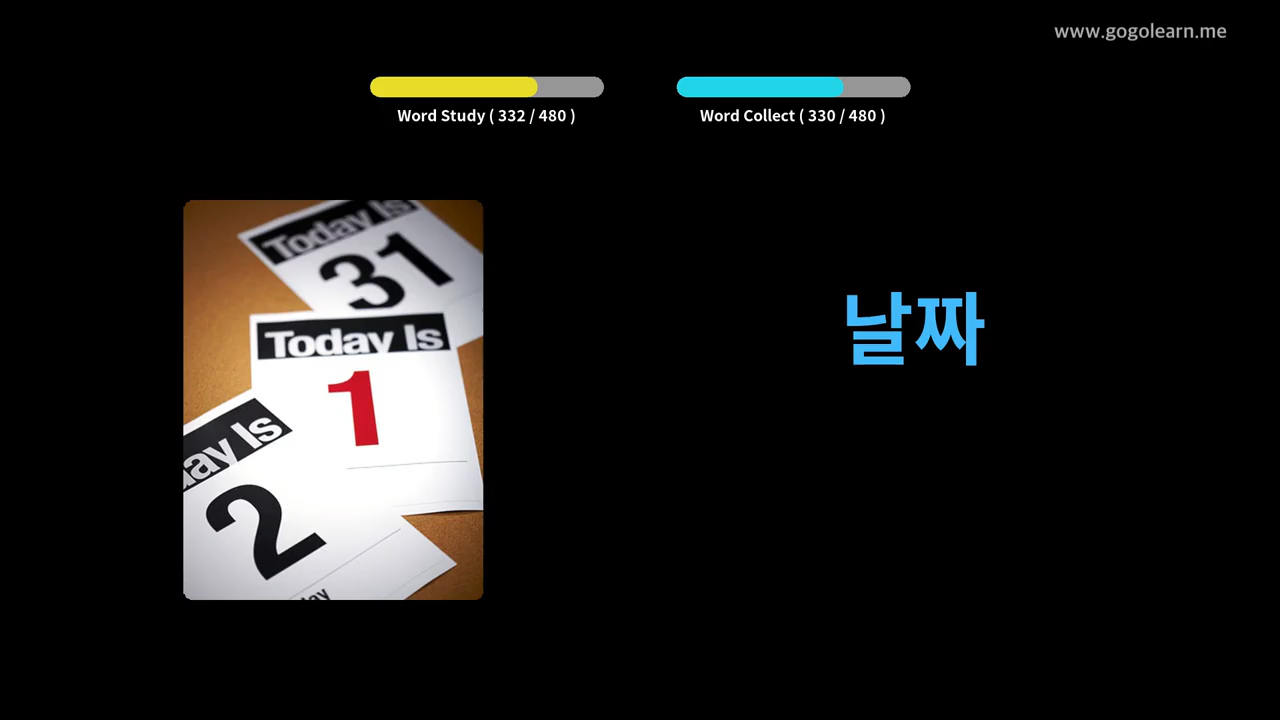 www.gogolearn.me
Word Study ( 332 / 480 )
Word Collect ( 330 / 480 )
Today Is
31
Today Is
1
ay Is
2
날짜